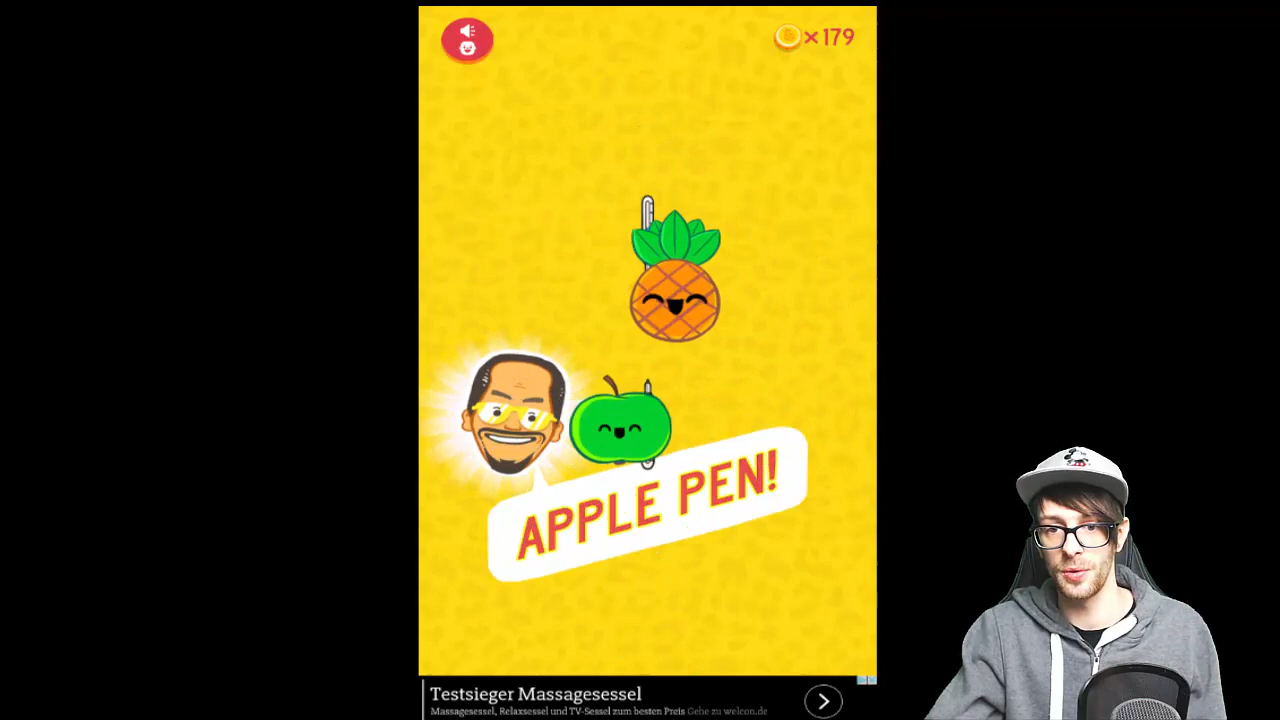 ×179
APPLE PEN!
Testsieger Massagesessel
Massagesessel, Relaxsessel und TV-Sessel zum besten Preis Gehe zu welcon.de